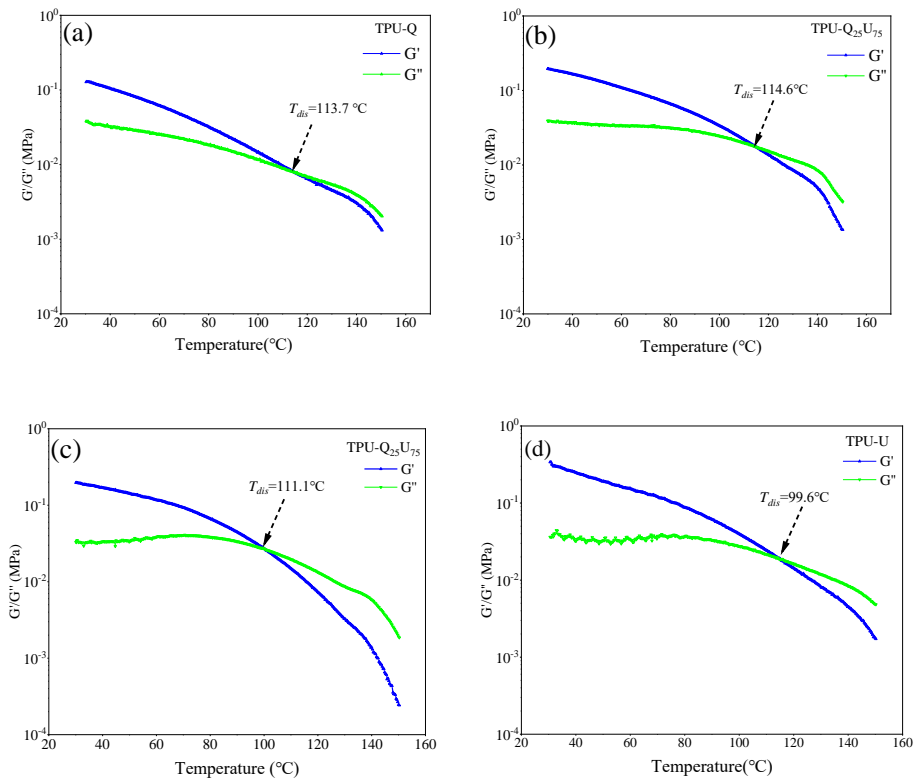 (a)
TPU-Q
G'
G''
T_dis=113.7 ℃
G'/G'' (MPa)
10^0
10^-1
10^-2
10^-3
10^-4
20 40 60 80 100 120 140 160
Temperature(℃)
(b)
TPU-Q₂₅U₇₅
G'
G''
T_dis=114.6℃
G'/G'' (MPa)
10^0
10^-1
10^-2
10^-3
10^-4
20 40 60 80 100 120 140 160
Temperature (℃)
(c)
TPU-Q₂₅U₇₅
G'
G''
T_dis=111.1℃
G'/G'' (MPa)
10^0
10^-1
10^-2
10^-3
10^-4
20 40 60 80 100 120 140 160
Temperature (℃)
(d)
TPU-U
G'
G''
T_dis=99.6℃
G'/G'' (MPa)
10^0
10^-1
10^-2
10^-3
10^-4
20 40 60 80 100 120 140 160
Temperature (℃)